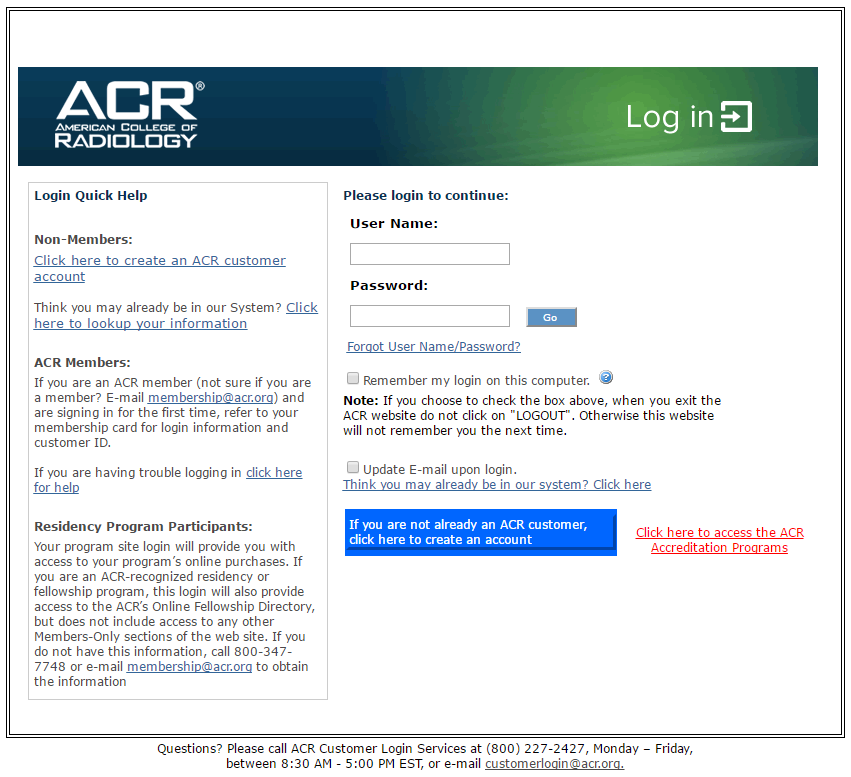 ACR®
AMERICAN COLLEGE OF
RADIOLOGY
Log in
Login Quick Help
Non-Members:
Click here to create an ACR customer
account
Think you may already be in our System? Click
here to lookup your information
ACR Members:
If you are an ACR member (not sure if you are
a member? E-mail membership@acr.org) and
are signing in for the first time, refer to your
membership card for login information and
customer ID.
If you are having trouble logging in click here
for help
Residency Program Participants:
Your program site login will provide you with
access to your program's online purchases. If
you are an ACR-recognized residency or
fellowship program, this login will also provide
access to the ACR's Online Fellowship Directory,
but does not include access to any other
Members-Only sections of the web site. If you
do not have this information, call 800-347-
7748 or e-mail membership@acr.org to obtain
the information
Please login to continue:
User Name:
Password:
Go
Forgot User Name/Password?
Remember my login on this computer. ?
Note: If you choose to check the box above, when you exit the
ACR website do not click on "LOGOUT". Otherwise this website
will not remember you the next time.
Update E-mail upon login.
Think you may already be in our system? Click here
If you are not already an ACR customer,
click here to create an account
Click here to access the ACR
Accreditation Programs
Questions? Please call ACR Customer Login Services at (800) 227-2427, Monday – Friday,
between 8:30 AM - 5:00 PM EST, or e-mail customerlogin@acr.org.